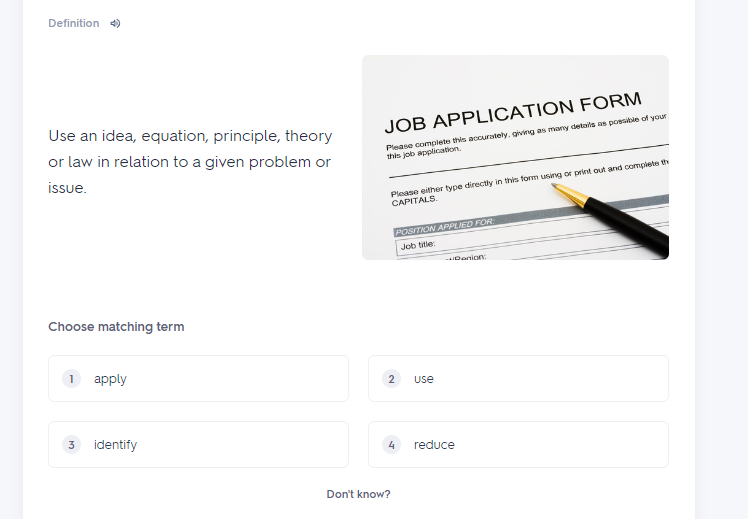 Definition
JOB APPLICATION FORM
Please complete this accurately, giving as many details as possible of your
this job application.
Use an idea, equation, principle, theory
or law in relation to a given problem or
issue.
Please either type directly in this form using or print out and complete th
CAPITALS.
POSITION APPLIED FOR:
Job title:
Region:
Choose matching term
1 apply
2 use
3 identify
4 reduce
Don't know?